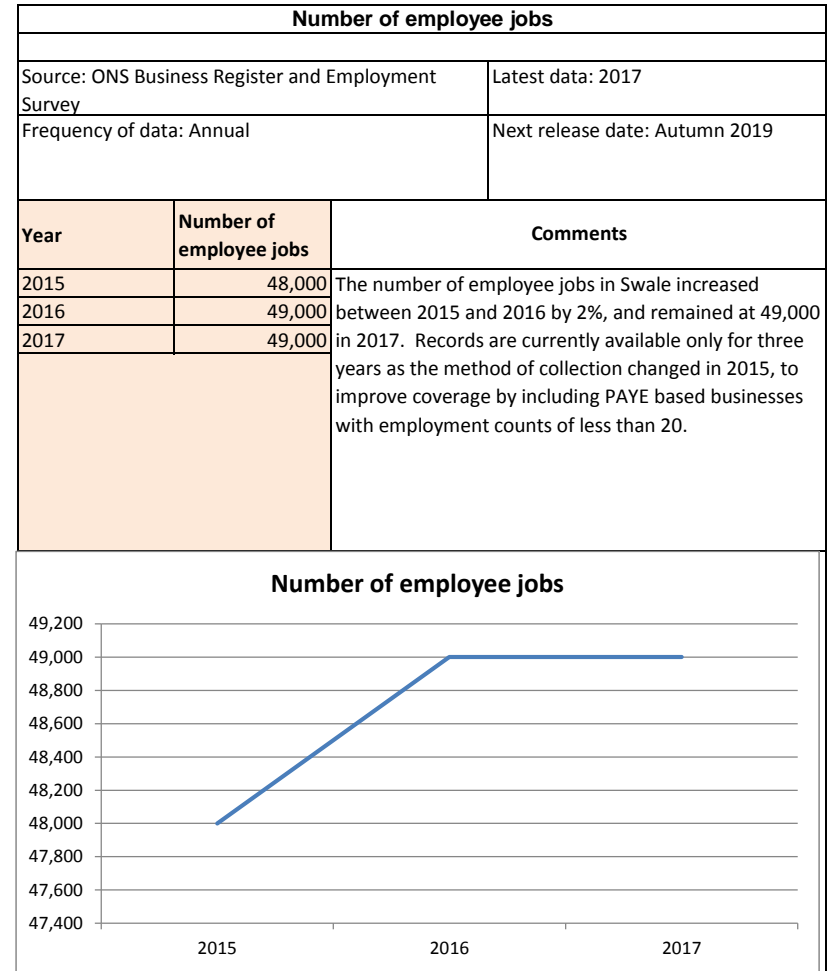 Number of employee jobs
Source: ONS Business Register and Employment
Survey
Latest data: 2017
Frequency of data: Annual
Next release date: Autumn 2019
Year
Number of
employee jobs
Comments
2015 48,000
2016 49,000
2017 49,000
The number of employee jobs in Swale increased
between 2015 and 2016 by 2%, and remained at 49,000
in 2017.  Records are currently available only for three
years as the method of collection changed in 2015, to
improve coverage by including PAYE based businesses
with employment counts of less than 20.
Number of employee jobs
49,200
49,000
48,800
48,600
48,400
48,200
48,000
47,800
47,600
47,400
2015 2016 2017